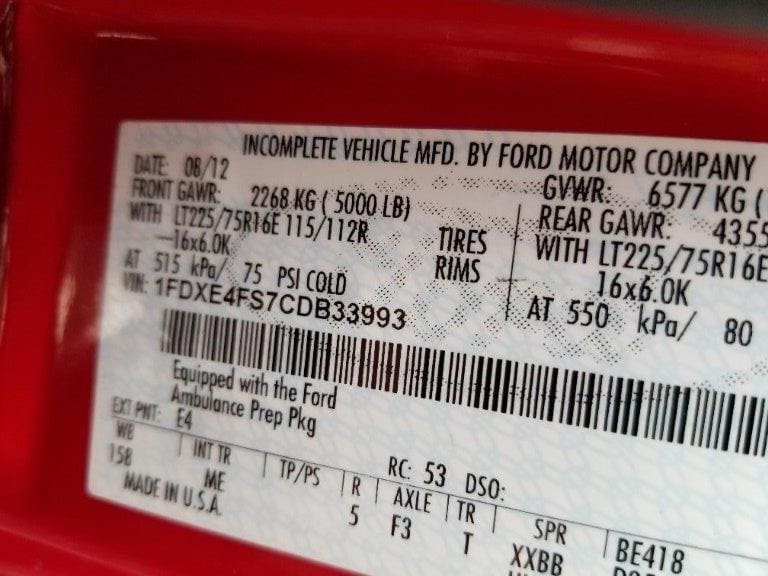 INCOMPLETE VEHICLE MFD. BY FORD MOTOR COMPANY
DATE: 08/12
GVWR: 6577 KG (
FRONT GAWR: 2268 KG ( 5000 LB)
REAR GAWR: 4355
WITH LT225/75R16E 115/112R TIRES
WITH LT225/75R16E
16x6.0K RIMS
16x6.0K
AT 515 kPa/ 75 PSI COLD
AT 550 kPa/ 80
VIN: 1FDXE4FS7CDB33993
Equipped with the Ford
Ambulance Prep Pkg
EXT PNT: E4
RC: 53 DSO:
WB | INT TR | TP/PS | R | AXLE | TR | SPR | BE418
158 ME 5 F3 T XXBB
MADE IN U.S.A.